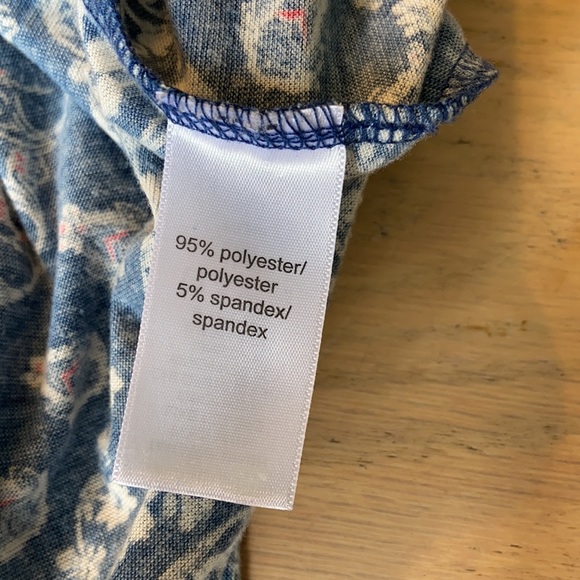 95% polyester/
polyester
5% spandex/
spandex